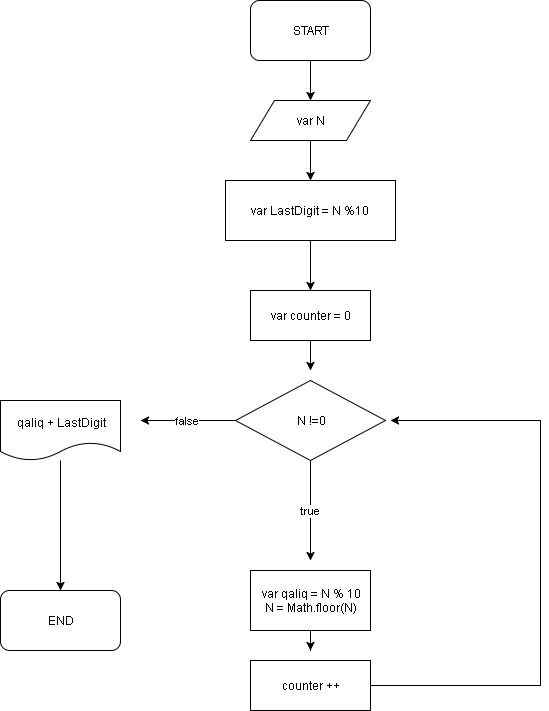 START
var N
var LastDigit = N %10
var counter = 0
N !=0
false
qaliq + LastDigit
true
var qaliq = N % 10
N = Math.floor(N)
END
counter ++